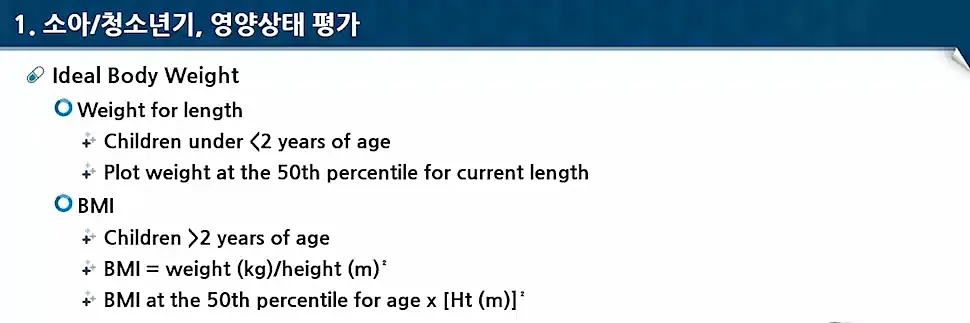 1. 소아/청소년기, 영양상태 평가
Ideal Body Weight
Weight for length
Children under <2 years of age
Plot weight at the 50th percentile for current length
BMI
Children >2 years of age
BMI = weight (kg)/height (m)²
BMI at the 50th percentile for age x [Ht (m)]²